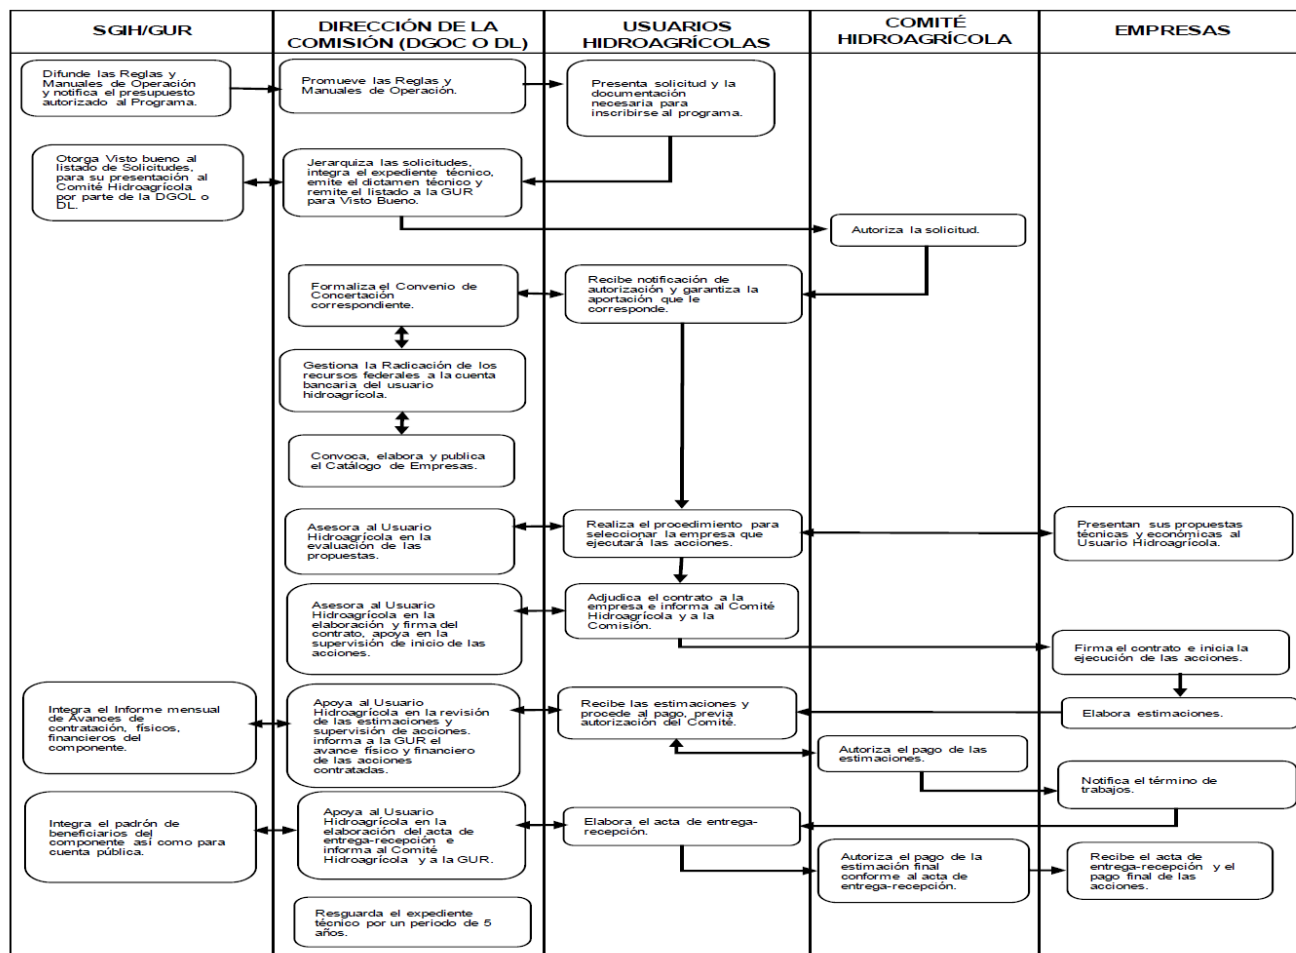 SGIH/GUR
DIRECCIÓN DE LA
COMISIÓN (DGOC O DL)
USUARIOS
HIDROAGRÍCOLAS
COMITÉ
HIDROAGRÍCOLA
EMPRESAS
Difunde las Reglas y
Manuales de Operación
y notifica el presupuesto
autorizado al Programa.
Promueve las Reglas y
Manuales de Operación.
Presenta solicitud y la
documentación
necesaria para
inscribirse al programa.
Otorga Visto bueno al
listado de Solicitudes,
para su presentación al
Comité Hidroagrícola
por parte de la DGOL o
DL.
Jerarquiza las solicitudes,
integra el expediente técnico,
emite el dictamen técnico y
remite el listado a la GUR
para Visto Bueno.
Autoriza la solicitud.
Formaliza el Convenio de
Concertación
correspondiente.
Recibe notificación de
autorización y garantiza la
aportación que le
corresponde.
Gestiona la Radicación de los
recursos federales a la cuenta
bancaria del usuario
hidroagrícola.
Convoca, elabora y publica
el Catálogo de Empresas.
Asesora al Usuario
Hidroagrícola en la
evaluación de las
propuestas.
Realiza el procedimiento para
seleccionar la empresa que
ejecutará las acciones.
Presentan sus propuestas
técnicas y económicas al
Usuario Hidroagrícola.
Asesora al Usuario
Hidroagrícola en la
elaboración y firma del
contrato, apoya en la
supervisión de inicio de las
acciones.
Adjudica el contrato a la
empresa e informa al Comité
Hidroagrícola y a la
Comisión.
Firma el contrato e inicia la
ejecución de las acciones.
Integra el Informe mensual
de Avances de
contratación, físicos,
financieros del
componente.
Apoya al Usuario
Hidroagrícola en la revisión
de las estimaciones y
supervisión de acciones.
informa a la GUR el
avance físico y financiero
de las acciones
contratadas.
Recibe las estimaciones y
procede al pago, previa
autorización del Comité.
Elabora estimaciones.
Autoriza el pago de las
estimaciones.
Notifica el término de
trabajos.
Integra el padrón de
beneficiarios del
componente así como para
cuenta pública.
Apoya al Usuario
Hidroagrícola en la
elaboración del acta de
entrega-recepción e
informa al Comité
Hidroagrícola y a la GUR.
Elabora el acta de entrega-
recepción.
Autoriza el pago de la
estimación final
conforme al acta de
entrega-recepción.
Recibe el acta de
entrega-recepción y el
pago final de las
acciones.
Resguarda el expediente
técnico por un periodo de 5
años.